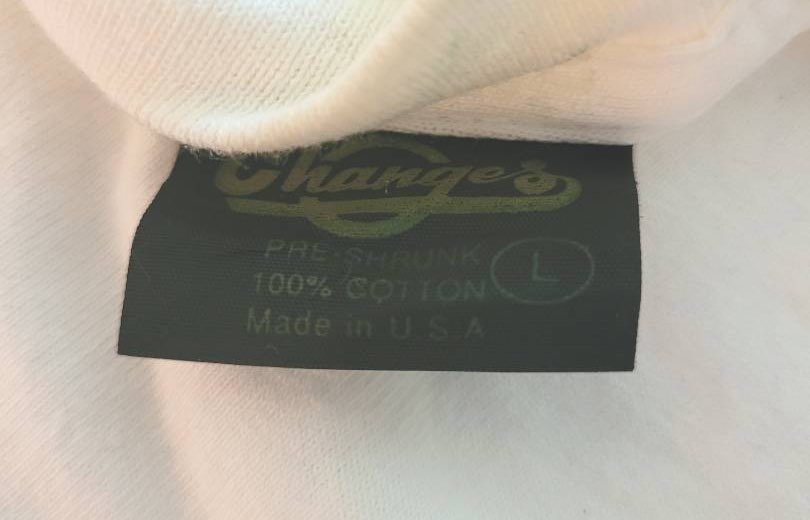 Changes
PRE-SHRUNK
L
100% COTTON
Made in U S A